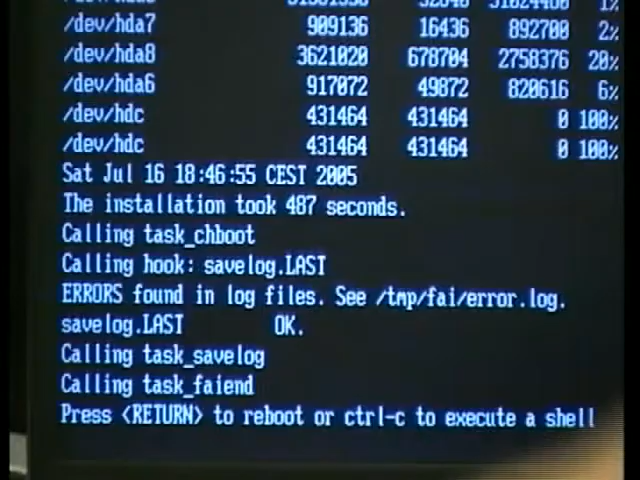 /dev/hda7 909136 16436 892700 2%
/dev/hda8 3621020 678704 2758376 20%
/dev/hda6 917072 49872 820616 6%
/dev/hdc 431464 431464 0 100%
/dev/hdc 431464 431464 0 100%
Sat Jul 16 18:46:55 CEST 2005
The installation took 487 seconds.
Calling task_chboot
Calling hook: savelog.LAST
ERRORS found in log files. See /tmp/fai/error.log.
savelog.LAST OK.
Calling task_savelog
Calling task_faiend
Press <RETURN> to reboot or ctrl-c to execute a shell